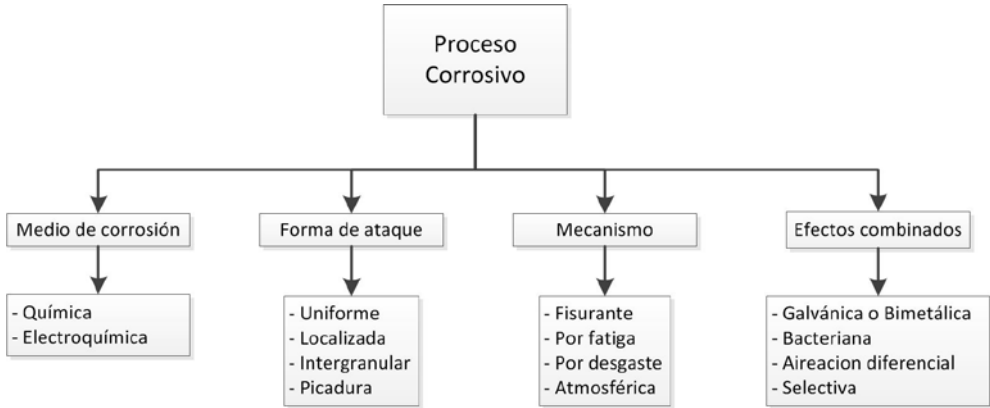 Proceso
Corrosivo
Medio de corrosión
Forma de ataque
Mecanismo
Efectos combinados
- Química
- Electroquímica
- Uniforme
- Localizada
- Intergranular
- Picadura
- Fisurante
- Por fatiga
- Por desgaste
- Atmosférica
- Galvánica o Bimetálica
- Bacteriana
- Aireacion diferencial
- Selectiva